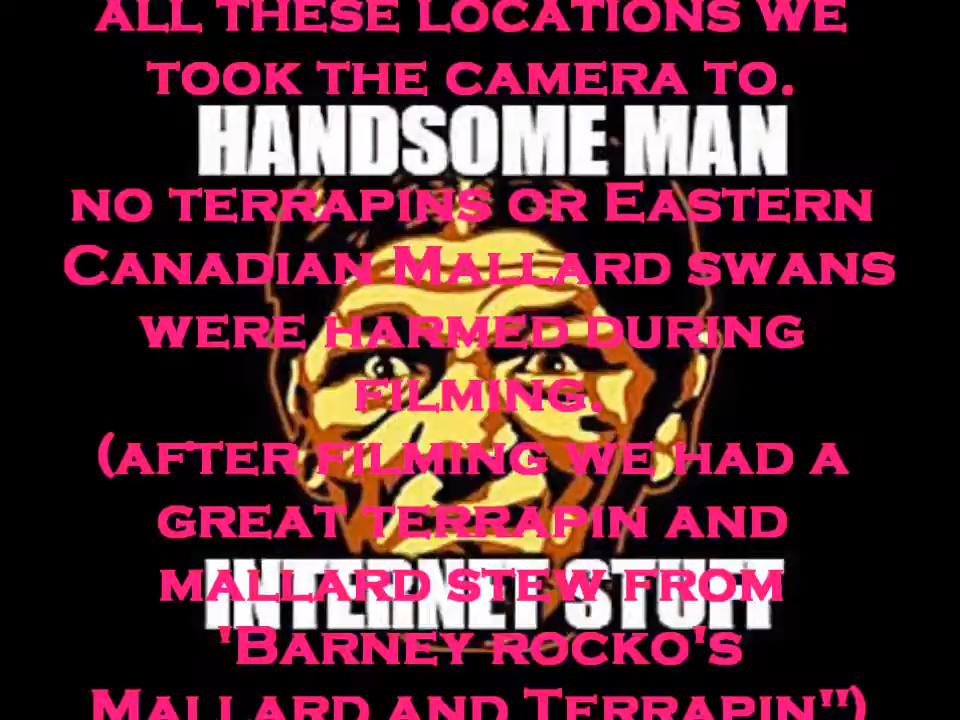 ALL THESE LOCATIONS WE
TOOK THE CAMERA TO.
HANDSOME MAN
NO TERRAPINS OR EASTERN
CANADIAN MALLARD SWANS
WERE HARMED DURING
FILMING.
(AFTER FILMING WE HAD A
GREAT TERRAPIN AND
MALLARD STEW FROM
INTERNET STUFF
'BARNEY ROCKO'S
MALLARD AND TERRAPIN")